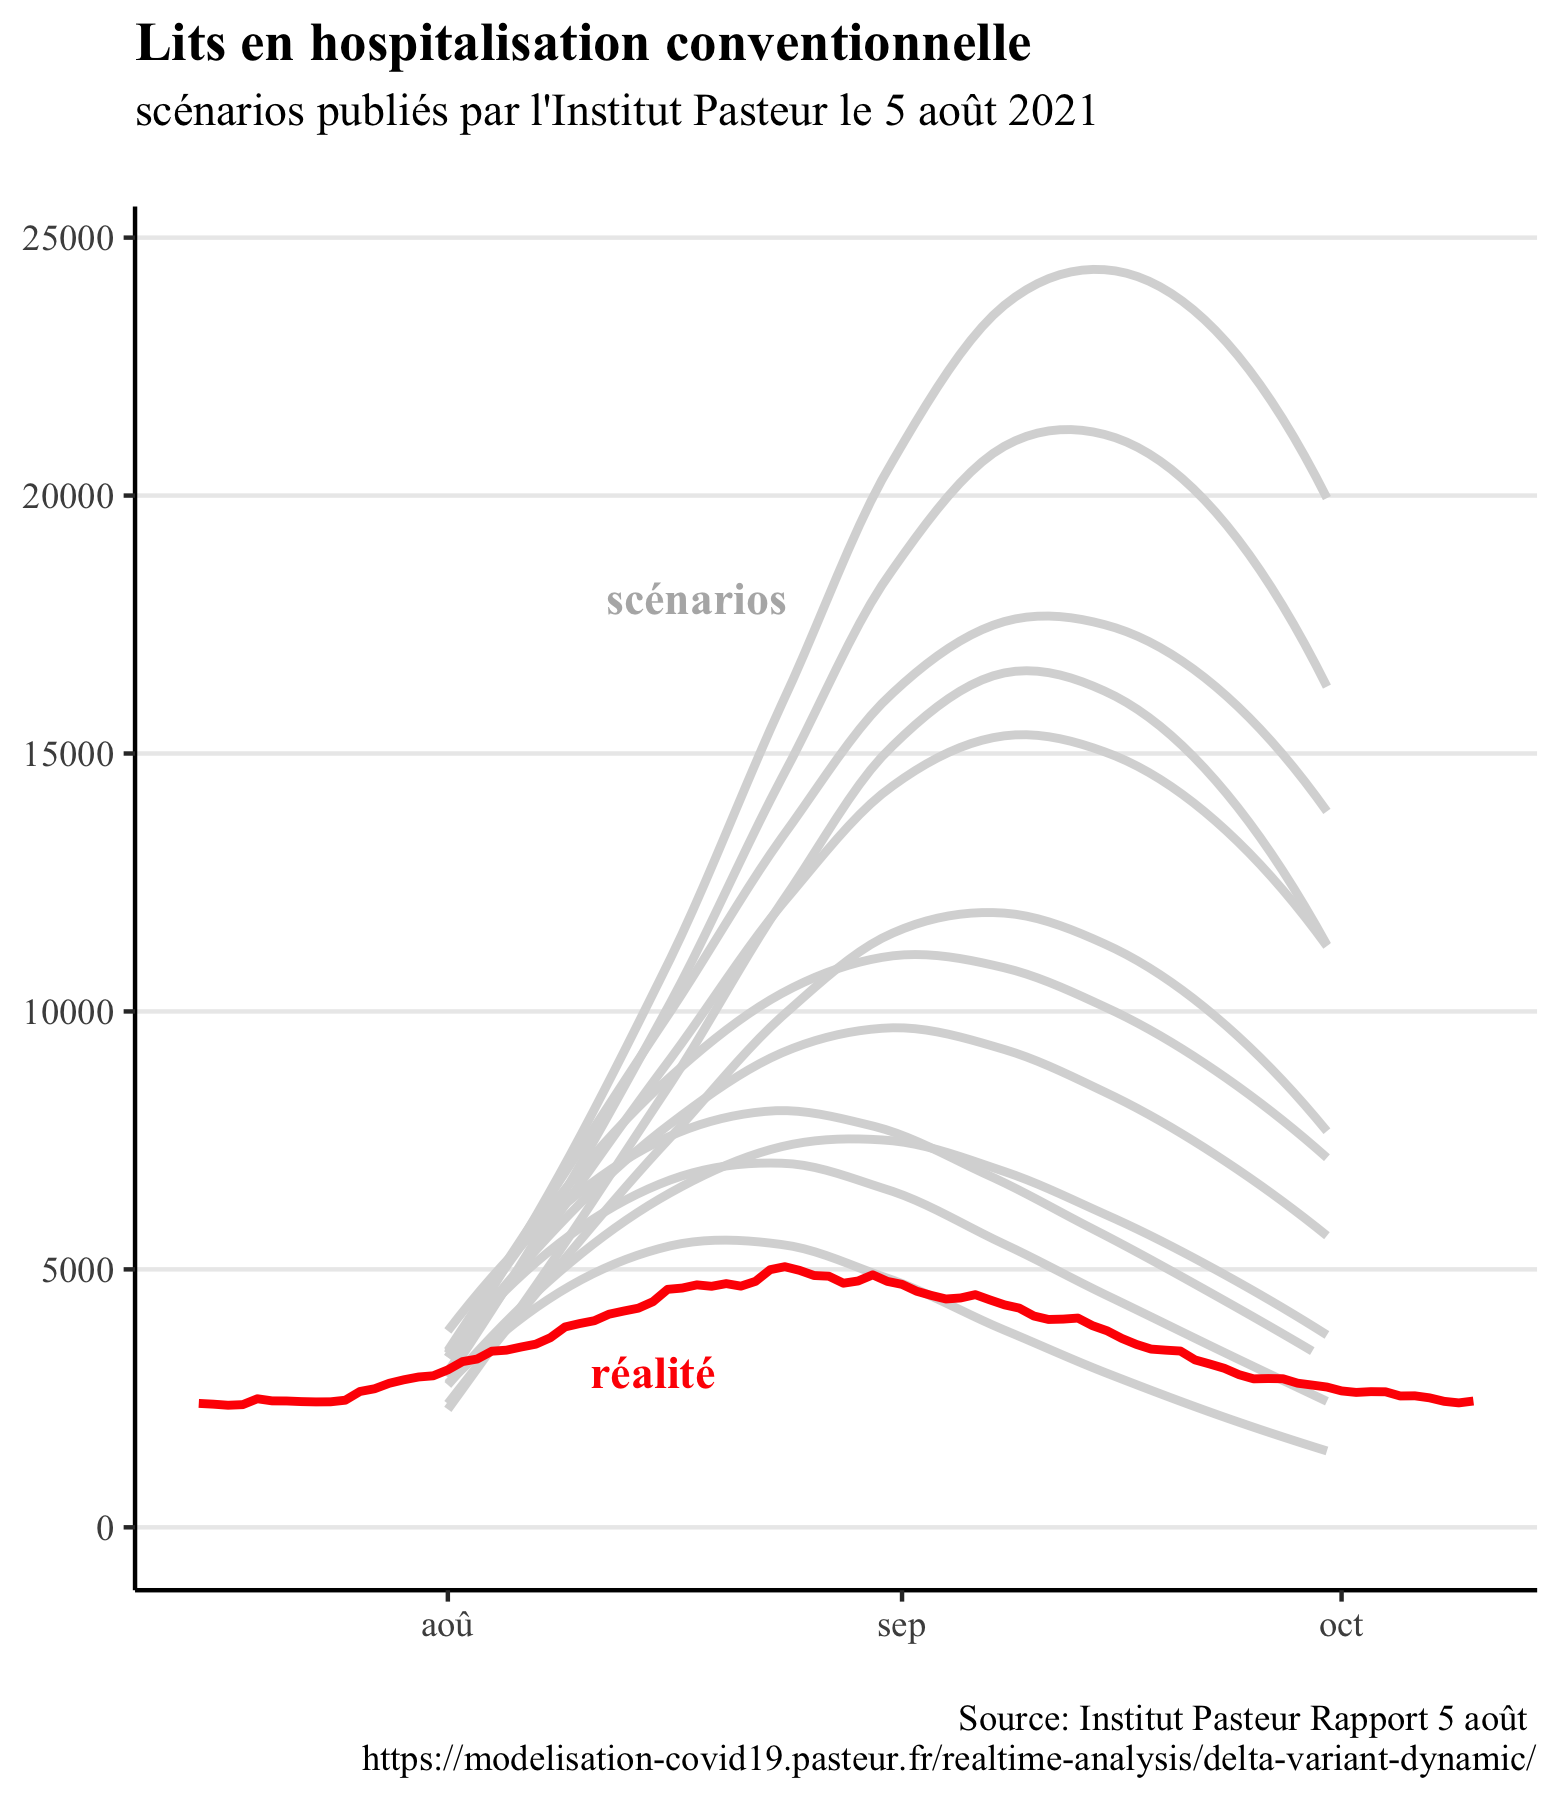 Lits en hospitalisation conventionnelle
scénarios publiés par l'Institut Pasteur le 5 août 2021
25000
20000
scénarios
15000
10000
5000
réalité
0
aoû
sep
oct
Source: Institut Pasteur Rapport 5 août
https://modelisation-covid19.pasteur.fr/realtime-analysis/delta-variant-dynamic/